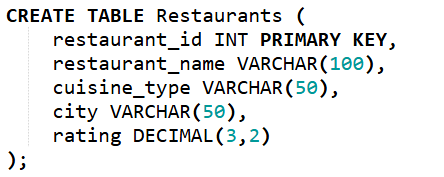 CREATE TABLE Restaurants (
    restaurant_id INT PRIMARY KEY,
    restaurant_name VARCHAR(100),
    cuisine_type VARCHAR(50),
    city VARCHAR(50),
    rating DECIMAL(3,2)
);